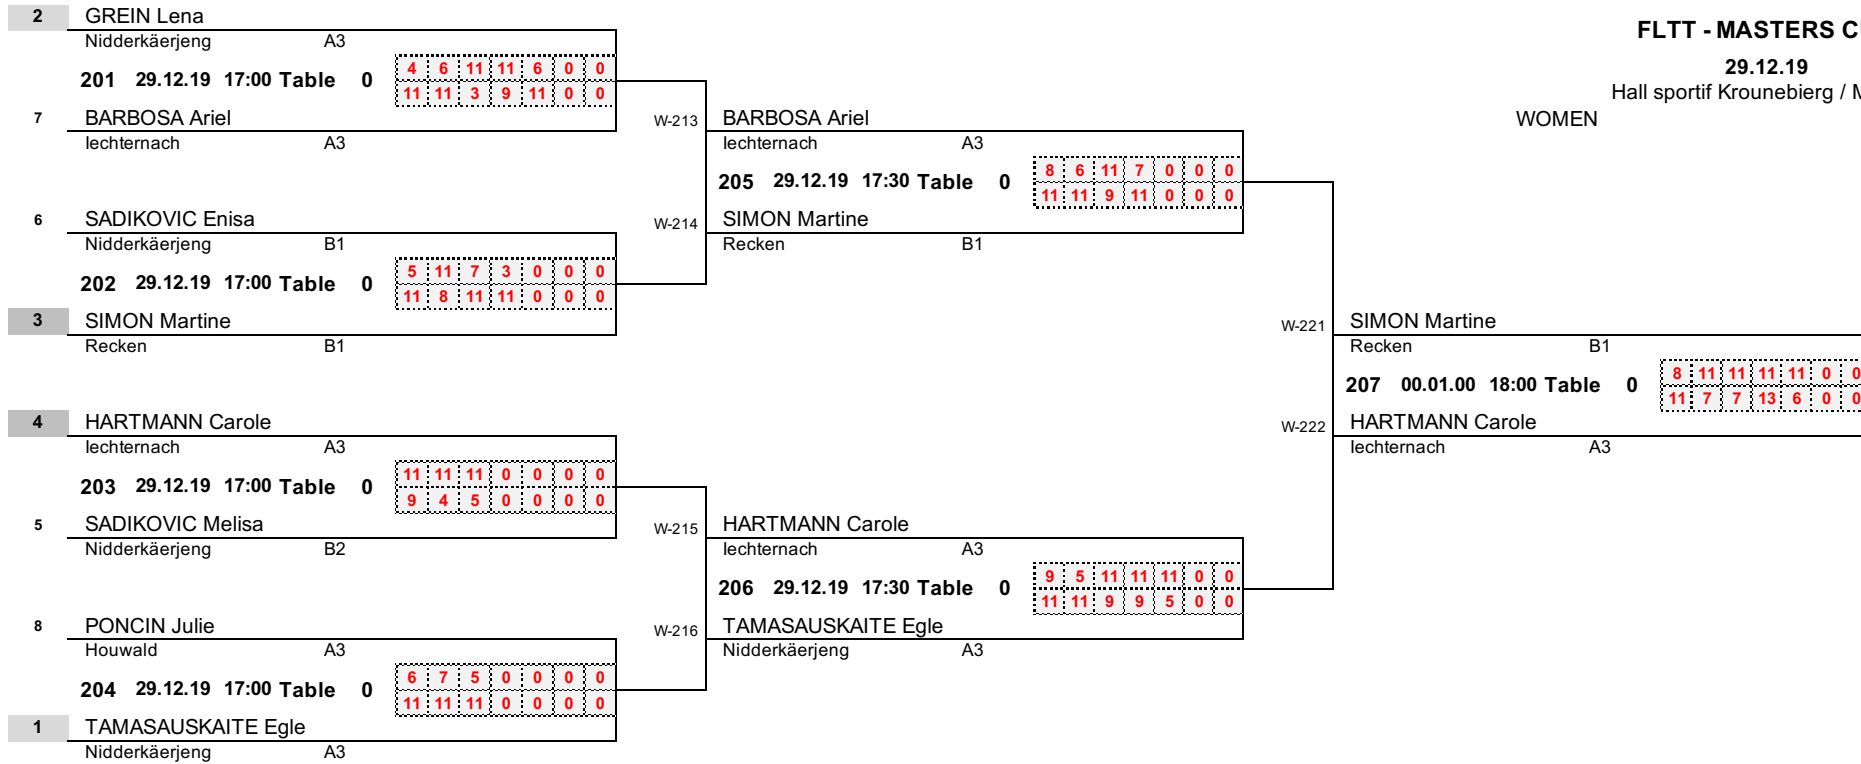 2 GREIN Lena
Nidderkäerjeng A3
201 29.12.19 17:00 Table 0
4 6 11 11 6 0 0
11 11 3 9 11 0 0
7 BARBOSA Ariel
Iechternach A3
6 SADIKOVIC Enisa
Nidderkäerjeng B1
202 29.12.19 17:00 Table 0
5 11 7 3 0 0 0
11 8 11 11 0 0 0
3 SIMON Martine
Recken B1
4 HARTMANN Carole
Iechternach A3
203 29.12.19 17:00 Table 0
11 11 11 0 0 0 0
9 4 5 0 0 0 0
5 SADIKOVIC Melisa
Nidderkäerjeng B2
8 PONCIN Julie
Houwald A3
204 29.12.19 17:00 Table 0
6 7 5 0 0 0 0
11 11 11 0 0 0 0
1 TAMASAUSKAITE Egle
Nidderkäerjeng A3
W-213 BARBOSA Ariel
Iechternach A3
205 29.12.19 17:30 Table 0
8 6 11 7 0 0 0
11 11 9 11 0 0 0
W-214 SIMON Martine
Recken B1
W-215 HARTMANN Carole
Iechternach A3
206 29.12.19 17:30 Table 0
9 5 11 11 11 0 0
11 11 9 9 5 0 0
W-216 TAMASAUSKAITE Egle
Nidderkäerjeng A3
FLTT - MASTERS C
29.12.19
Hall sportif Krounebierg /
WOMEN
W-221 SIMON Martine
Recken B1
207 00.01.00 18:00 Table 0
8 11 11 11 11 0 0
11 7 7 13 6 0 0
W-222 HARTMANN Carole
Iechternach A3